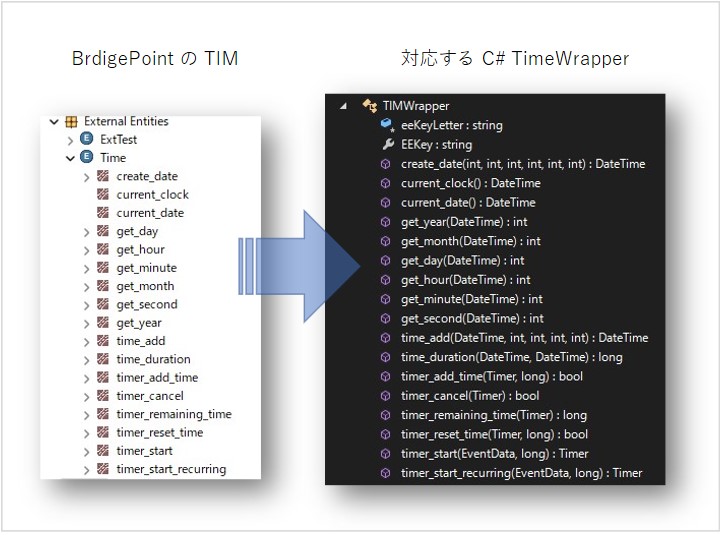 BrdigePoint の TIM
External Entities
ExtTest
Time
create_date
current_clock
current_date
get_day
get_hour
get_minute
get_month
get_second
get_year
time_add
time_duration
timer_add_time
timer_cancel
timer_remaining_time
timer_reset_time
timer_start
timer_start_recurring
対応する C# TimeWrapper
TIMWrapper
eeKeyLetter : string
EEKey : string
create_date(int, int, int, int, int, int) : DateTime
current_clock() : DateTime
current_date() : DateTime
get_year(DateTime) : int
get_month(DateTime) : int
get_day(DateTime) : int
get_hour(DateTime) : int
get_minute(DateTime) : int
get_second(DateTime) : int
time_add(DateTime, int, int, int, int) : DateTime
time_duration(DateTime, DateTime) : long
timer_add_time(Timer, long) : bool
timer_cancel(Timer) : bool
timer_remaining_time(Timer) : long
timer_reset_time(Timer, long) : bool
timer_start(EventData, long) : Timer
timer_start_recurring(EventData, long) : Timer